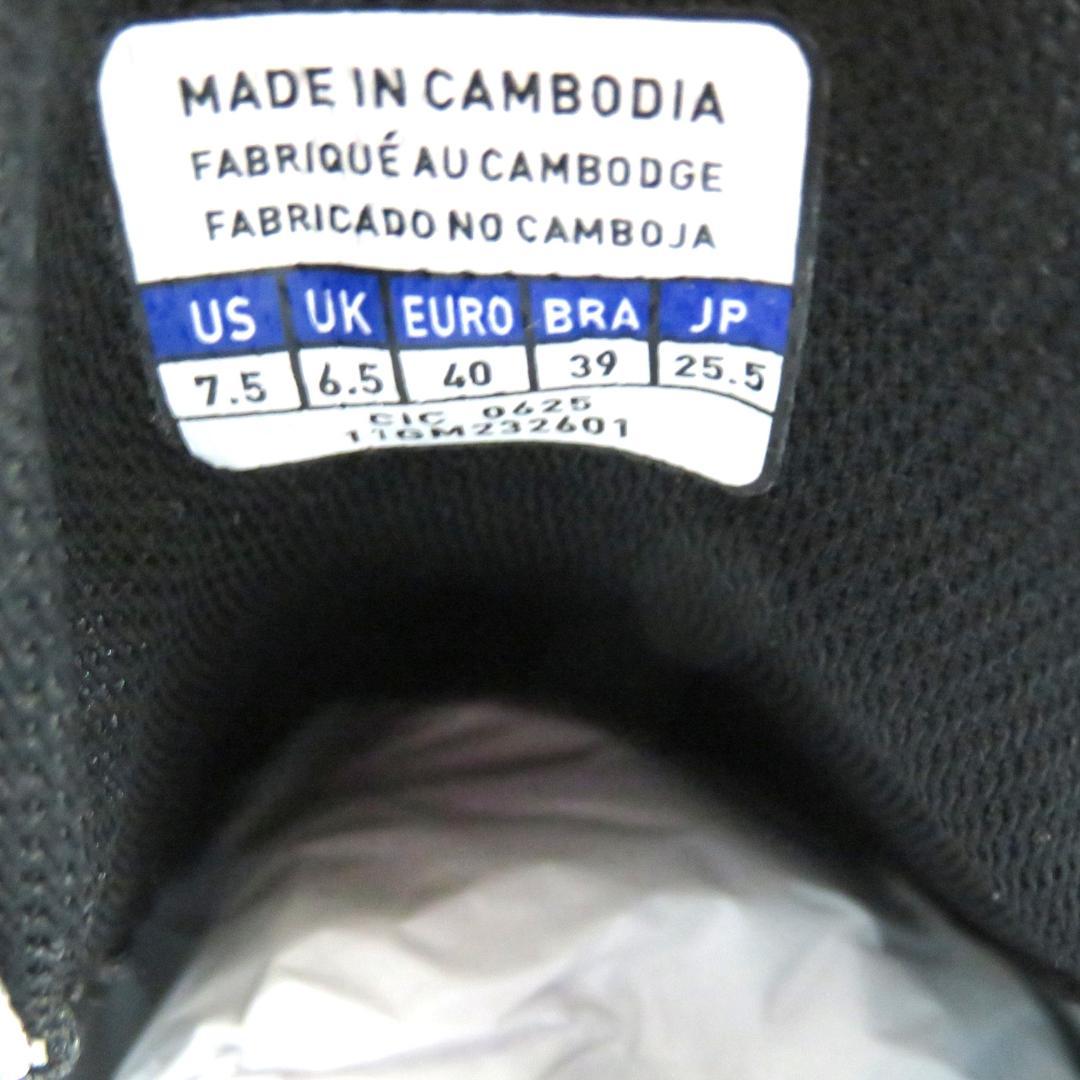 MADE IN CAMBODIA
FABRIQUÉ AU CAMBODGE
FABRICADO NO CAMBOJA
US UK EURO BRA JP
7.5 6.5 40 39 25.5
CIC 0625
11GM232601